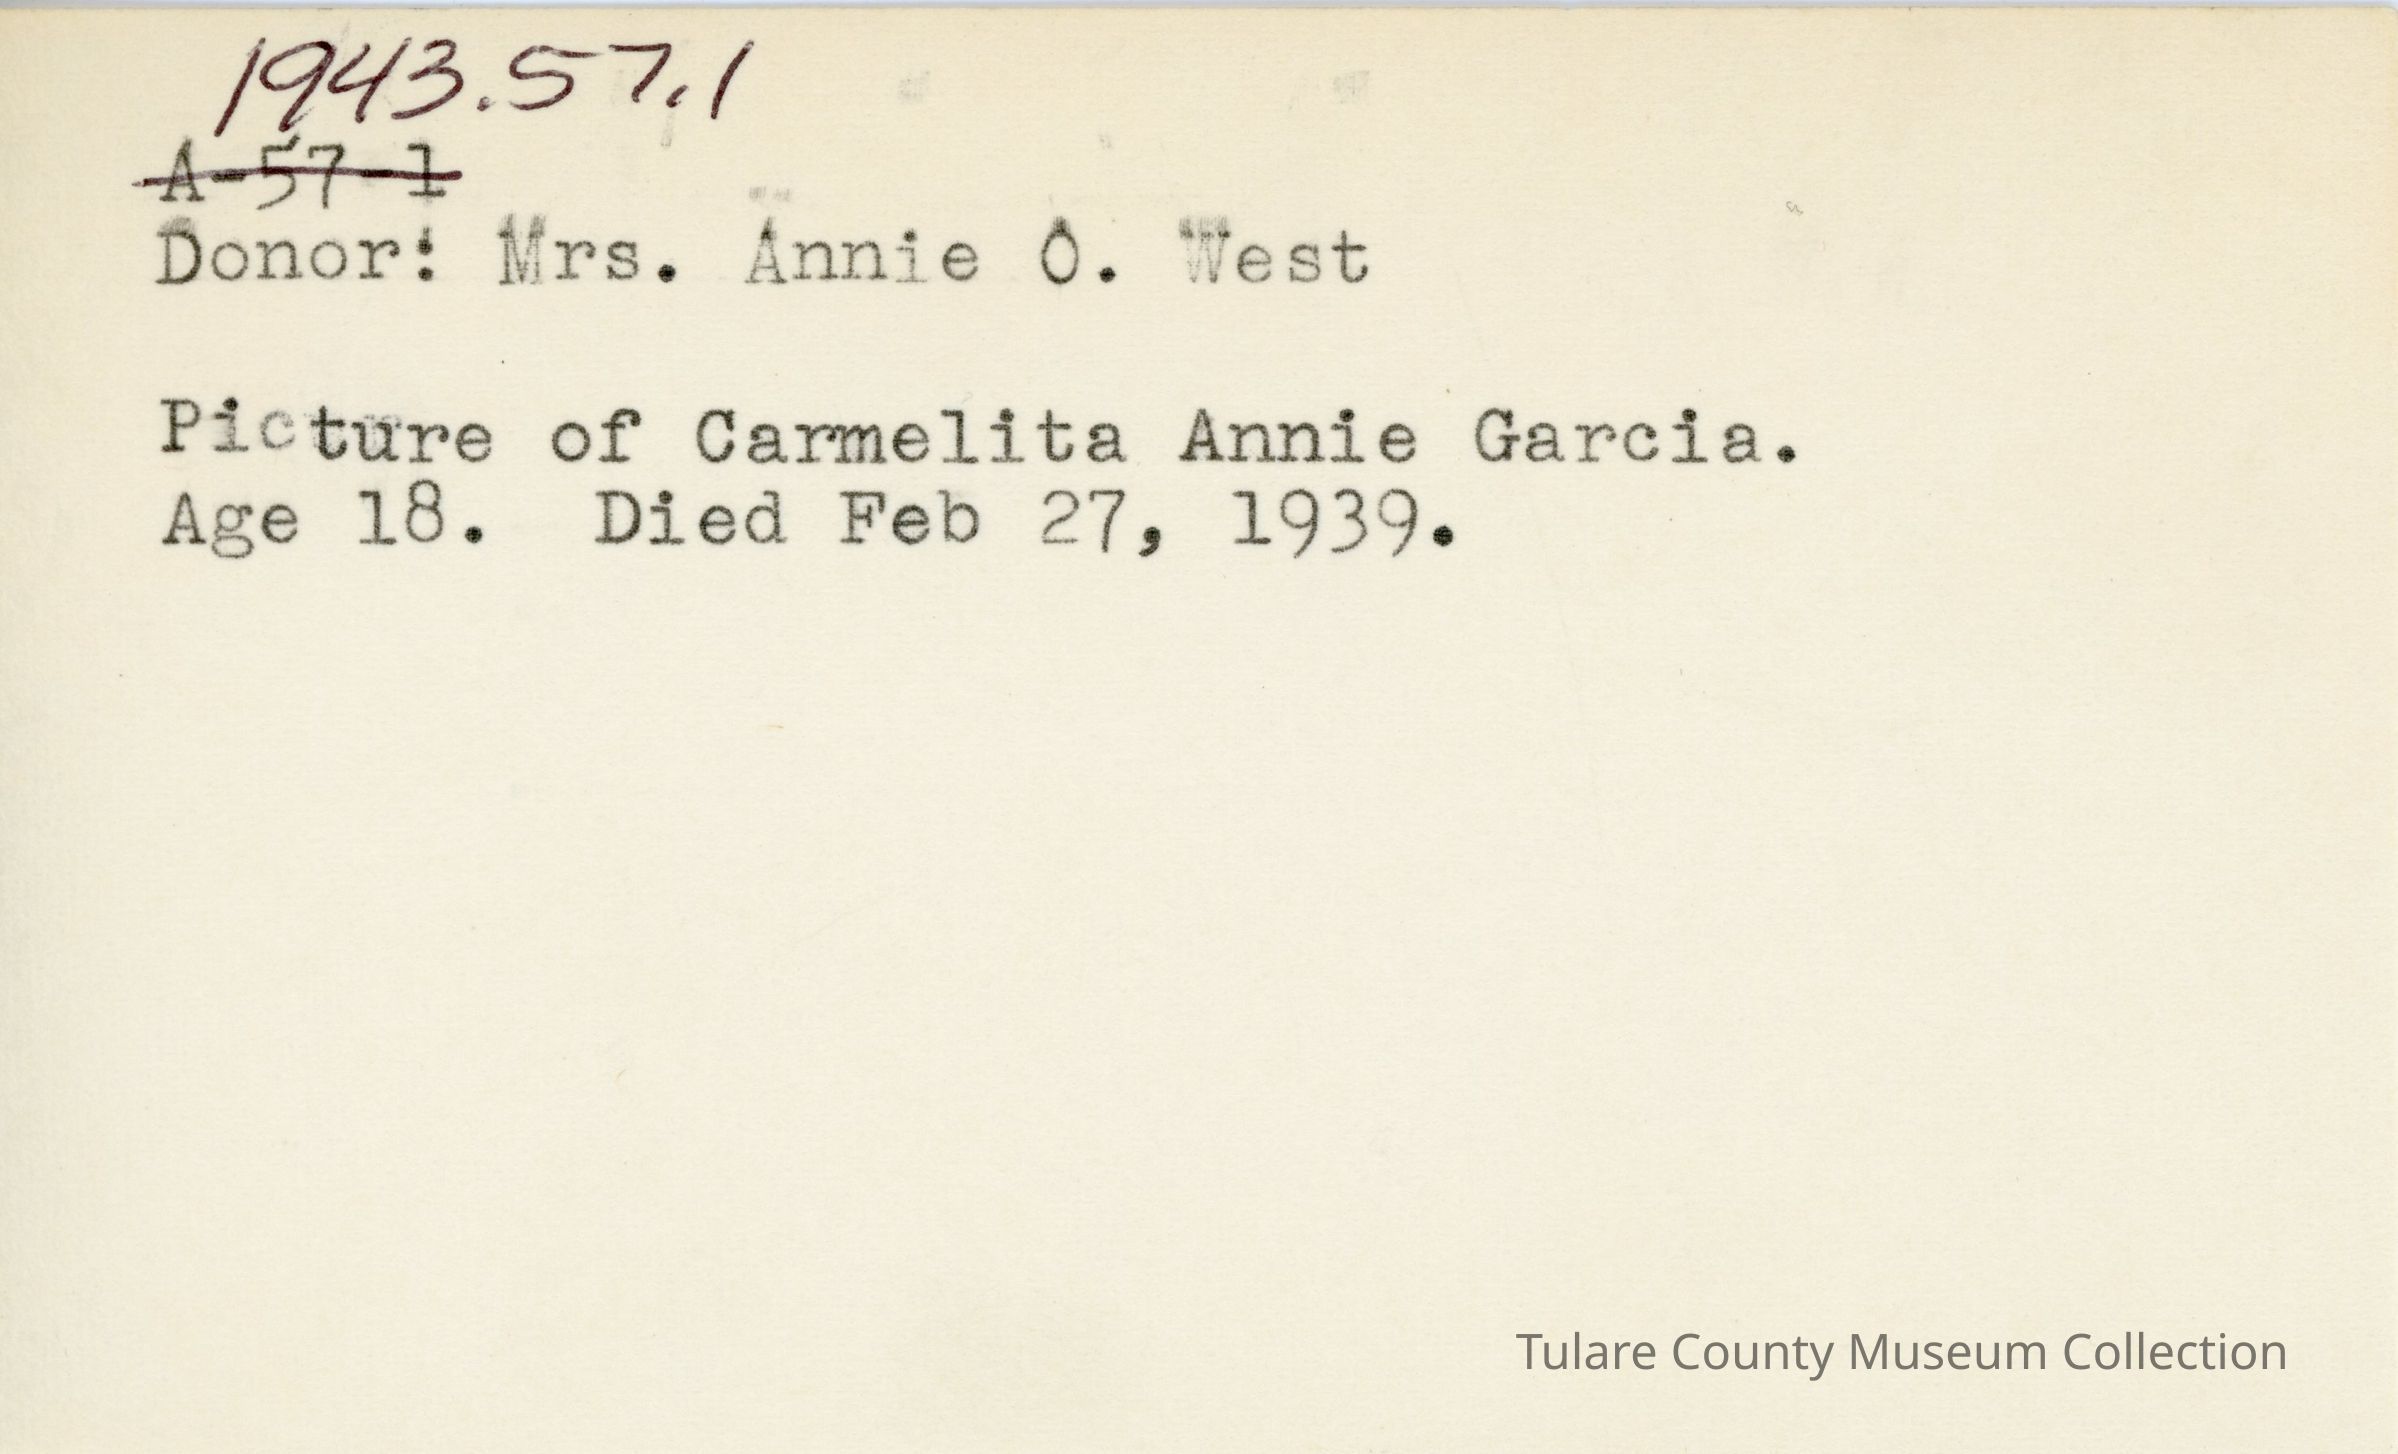 1943.57.1
A-57-1
Donor: Mrs. Annie O. West
Picture of Carmelita Annie Garcia.
Age 18. Died Feb 27, 1939.
Tulare County Museum Collection